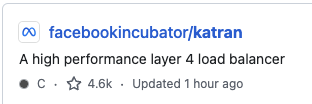 facebookincubator/katran
A high performance layer 4 load balancer
C · 4.6k · Updated 1 hour ago